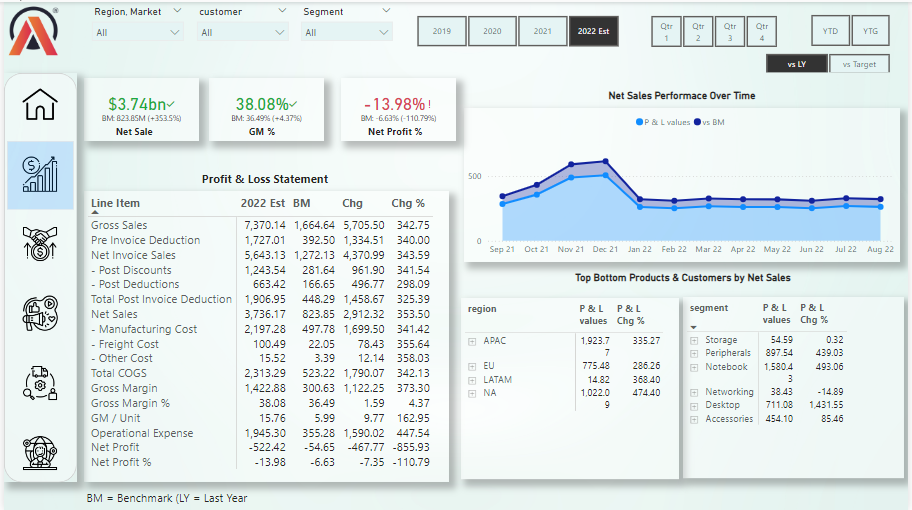 Region, Market customer Segment
All All All
2019 2020 2021 2022 Est
Qtr 1 Qtr 2 Qtr 3 Qtr 4
YTD YTG
vs LY vs Target
$3.74bn
BM: 823.85M (+353.5%)
Net Sale
38.08%
BM: 36.49% (+4.37%)
GM %
-13.98% !
BM: -6.63% (-110.79%)
Net Profit %
Profit & Loss Statement
Line Item 2022 Est BM Chg Chg %
Gross Sales 7,370.14 1,664.64 5,705.50 342.75
Pre Invoice Deduction 1,727.01 392.50 1,334.51 340.00
Net Invoice Sales 5,643.13 1,272.13 4,370.99 343.59
- Post Discounts 1,243.54 281.64 961.90 341.54
- Post Deductions 663.42 166.65 496.77 298.09
Total Post Invoice Deduction 1,906.95 448.29 1,458.67 325.39
Net Sales 3,736.17 823.85 2,912.32 353.50
- Manufacturing Cost 2,197.28 497.78 1,699.50 341.42
- Freight Cost 100.49 22.05 78.43 355.64
- Other Cost 15.52 3.39 12.14 358.03
Total COGS 2,313.29 523.22 1,790.07 342.13
Gross Margin 1,422.88 300.63 1,122.25 373.30
Gross Margin % 38.08 36.49 1.59 4.37
GM / Unit 15.76 5.99 9.77 162.95
Operational Expense 1,945.30 355.28 1,590.02 447.54
Net Profit -522.42 -54.65 -467.77 -855.93
Net Profit % -13.98 -6.63 -7.35 -110.79
BM = Benchmark (LY = Last Year
Net Sales Performace Over Time
P & L values vs BM
500
0
Sep 21 Oct 21 Nov 21 Dec 21 Jan 22 Feb 22 Mar 22 Apr 22 May 22 Jun 22 Jul 22 Aug 22
Top Bottom Products & Customers by Net Sales
region P & L values P & L Chg %
APAC 1,923.7 335.27
7
EU 775.48 286.26
LATAM 14.82 368.40
NA 1,022.0 474.40
9
segment P & L values P & L Chg %
Storage 54.59 0.32
Peripherals 897.54 439.03
Notebook 1,580.4 493.06
3
Networking 38.43 -14.89
Desktop 711.08 1,431.55
Accessories 454.10 85.46